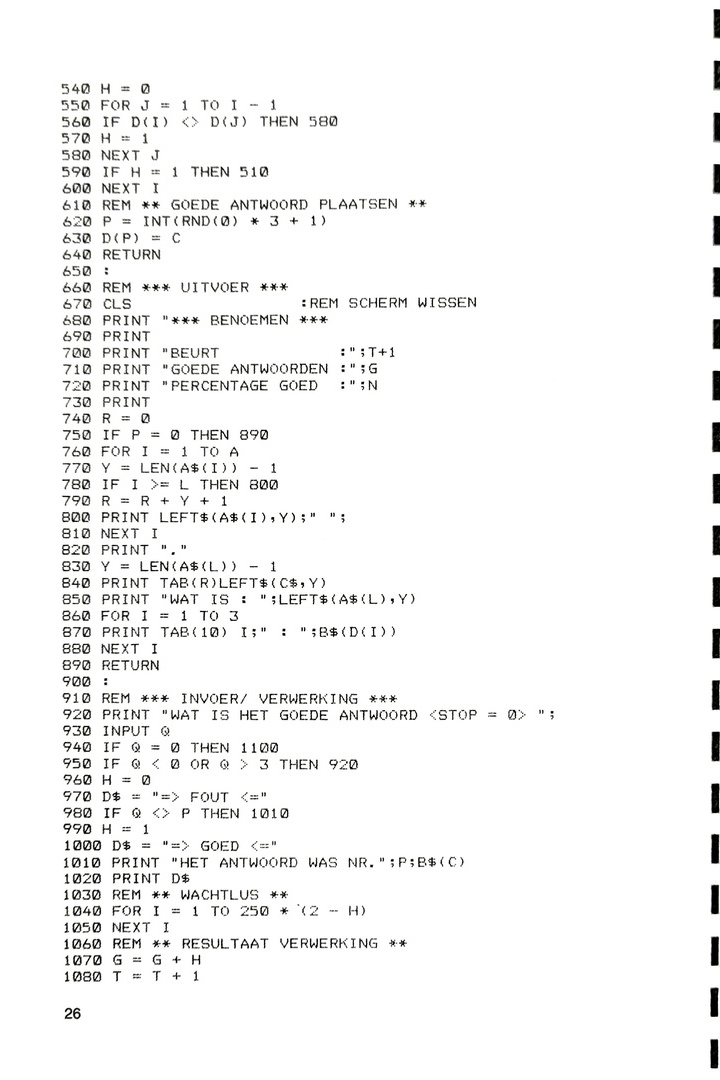 540 H = 0
550 FOR J = 1 TO I - 1
560 IF D(I) <> D(J) THEN 580
570 H = 1
580 NEXT J
590 IF H = 1 THEN 510
600 NEXT I
610 REM ** GOEDE ANTWOORD PLAATSEN **
620 P = INT(RND(0) * 3 + 1)
630 D(P) = C
640 RETURN
650 :
660 REM *** UITVOER ***
670 CLS                 :REM SCHERM WISSEN
680 PRINT "*** BENOEMEN ***
690 PRINT
700 PRINT "BEURT            :";T+1
710 PRINT "GOEDE ANTWOORDEN :";G
720 PRINT "PERCENTAGE GOED  :";N
730 PRINT
740 R = 0
750 IF P = 0 THEN 890
760 FOR I = 1 TO A
770 Y = LEN(A$(I)) - 1
780 IF I >= L THEN 800
790 R = R + Y + 1
800 PRINT LEFT$(A$(I),Y);" ";
810 NEXT I
820 PRINT "."
830 Y = LEN(A$(L)) - 1
840 PRINT TAB(R)LEFT$(C$,Y)
850 PRINT "WAT IS : ";LEFT$(A$(L),Y)
860 FOR I = 1 TO 3
870 PRINT TAB(10) I;" : ";B$(D(I))
880 NEXT I
890 RETURN
900 :
910 REM *** INVOER/ VERWERKING ***
920 PRINT "WAT IS HET GOEDE ANTWOORD <STOP = 0> ";
930 INPUT Q
940 IF Q = 0 THEN 1100
950 IF Q < 0 OR Q > 3 THEN 920
960 H = 0
970 D$ = "=> FOUT <="
980 IF Q <> P THEN 1010
990 H = 1
1000 D$ = "=> GOED <="
1010 PRINT "HET ANTWOORD WAS NR.";P;B$(C)
1020 PRINT D$
1030 REM ** WACHTLUS **
1040 FOR I = 1 TO 250 * (2 - H)
1050 NEXT I
1060 REM ** RESULTAAT VERWERKING **
1070 G = G + H
1080 T = T + 1
26